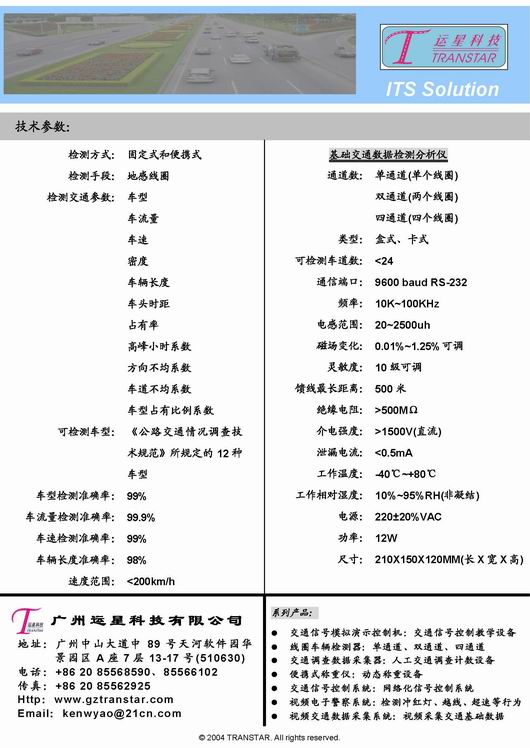 运星科技
TRANSTAR
ITS Solution
技术参数:
检测方式: 固定式和便携式
检测手段: 地感线圈
检测交通参数: 车型
车流量
车速
密度
车辆长度
车头时距
占有率
高峰小时系数
方向不均系数
车道不均系数
车型占有比例系数
可检测车型: 《公路交通情况调查技
术规范》所规定的 12 种
车型
车型检测准确率: 99%
车流量检测准确率: 99.9%
车速检测准确率: 99%
车辆长度准确率: 98%
速度范围: <200km/h
基础交通数据检测分析仪
通道数: 单通道(单个线圈)
双通道(两个线圈)
四通道(四个线圈)
类型: 盒式、卡式
可检测车道数: <24
通信端口: 9600 baud RS-232
频率: 10K~100KHz
电感范围: 20~2500uh
磁场变化: 0.01%~1.25% 可调
灵敏度: 10 级可调
馈线最长距离: 500 米
绝缘电阻: >500MΩ
介电强度: >1500V(直流)
泄漏电流: <0.5mA
工作温度: -40℃~+80℃
工作相对湿度: 10%~95%RH(非凝结)
电源: 220±20%VAC
功率: 12W
尺寸: 210X150X120MM(长 X 宽 X 高)
运星科技
TRANSTAR
广州运星科技有限公司
地址: 广州中山大道中 89 号天河软件园华
景园区 A 座 7 层 13-17 号(510630)
电话: +86 20 85568590、85566102
传真: +86 20 85562925
Http: www.gztranstar.com
Email: kenwyao@21cn.com
系列产品:
● 交通信号模拟演示控制机: 交通信号控制教学设备
● 线圈车辆检测器: 单通道、双通道、四通道
● 交通调查数据采集器: 人工交通调查计数设备
● 便携式称重仪: 动态称重设备
● 交通信号控制系统: 网络化信号控制系统
● 视频电子警察系统: 检测冲红灯、越线、超速等行为
● 视频交通数据采集系统: 视频采集交通基础数据
© 2004 TRANSTAR. All rights reserved.